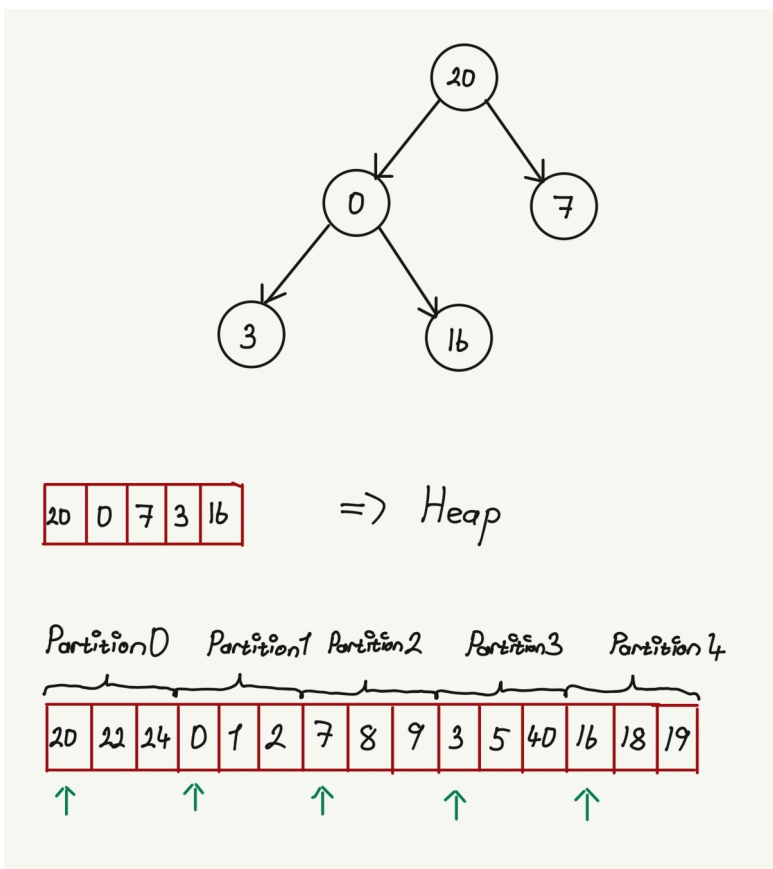 20
0 7
3 16
20 0 7 3 16 => Heap
Partition0 Partition1 Partition2 Partition3 Partition4
20 22 24 0 1 2 7 8 9 3 5 40 16 18 19